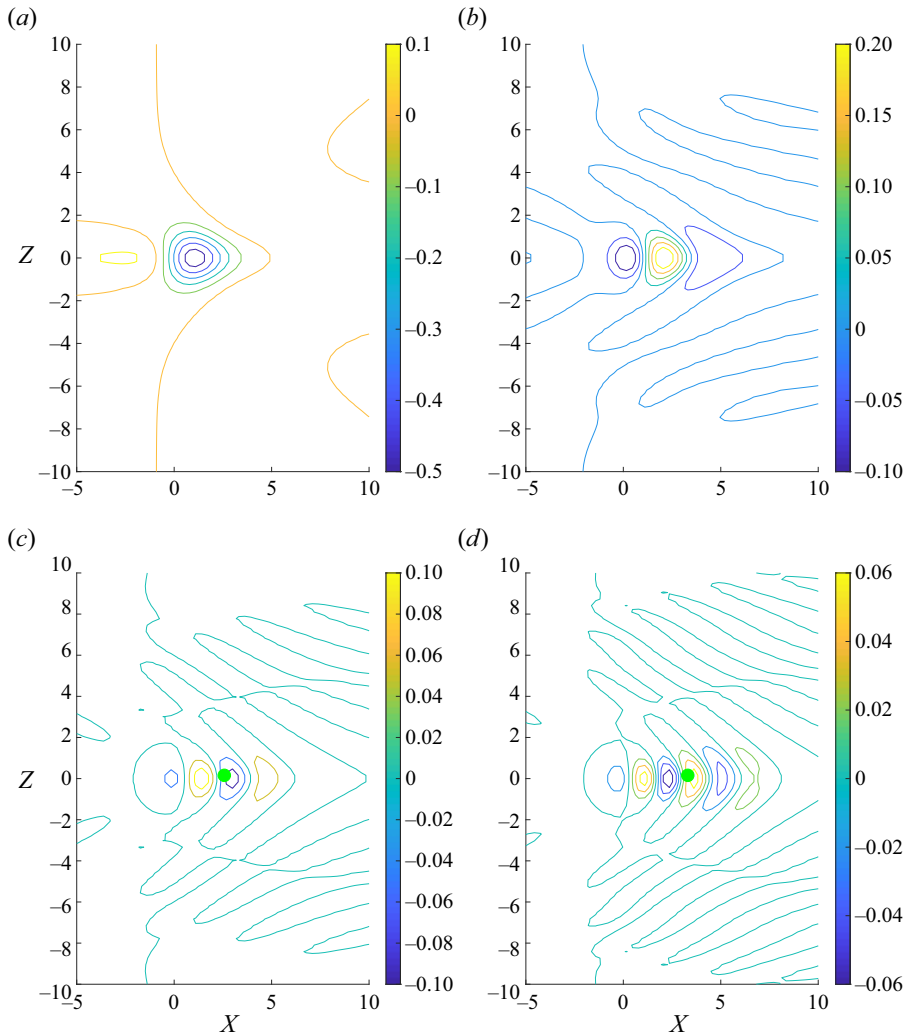 (a) (b)
10 0.1 10 0.20
8 8
6 0 6 0.15
4 4
2 –0.1 2 0.10
Z 0 –0.2 0 0.05
–2 –2
–4 –0.3 –4 0
–6 –6
–8 –0.4 –8 –0.05
–10 –0.5 –10 –0.10
–5 0 5 10 –5 0 5 10
(c) (d)
10 0.10 10 0.06
8 0.08 8
6 0.06 6 0.04
4 0.04 4
2 0.02 2 0.02
Z 0 0 0 0
–2 –0.02 –2
–4 –0.04 –4 –0.02
–6 –0.06 –6 –0.04
–8 –0.08 –8
–10 –0.10 –10 –0.06
–5 0 5 10 –5 0 5 10
X X